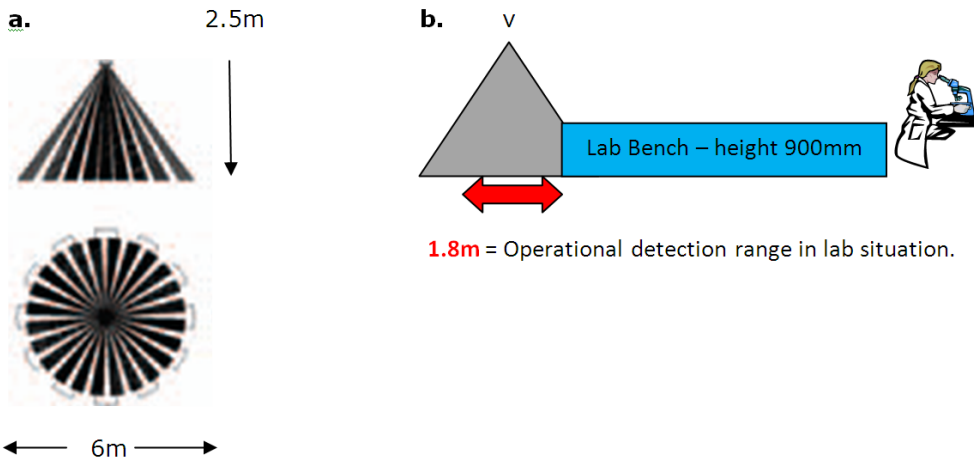 a.
2.5m
6m
b.
v
Lab Bench – height 900mm
1.8m = Operational detection range in lab situation.